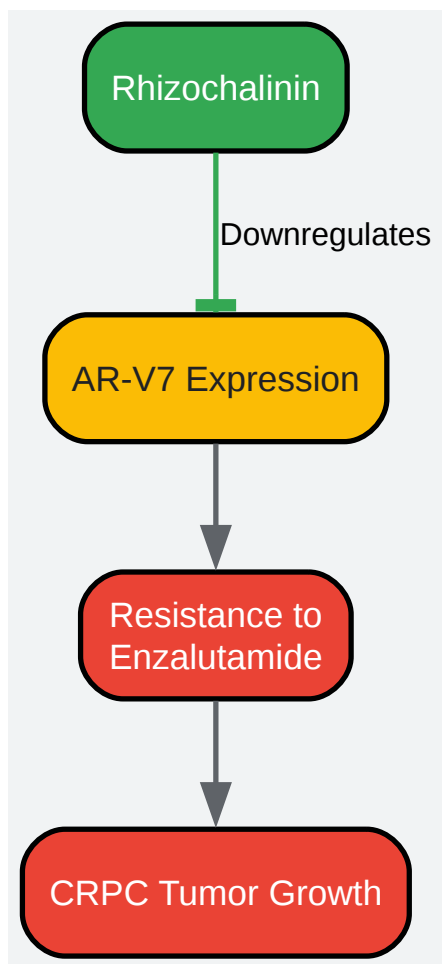 Rhizochalinin
Downregulates
AR-V7 Expression
Resistance to
Enzalutamide
CRPC Tumor Growth